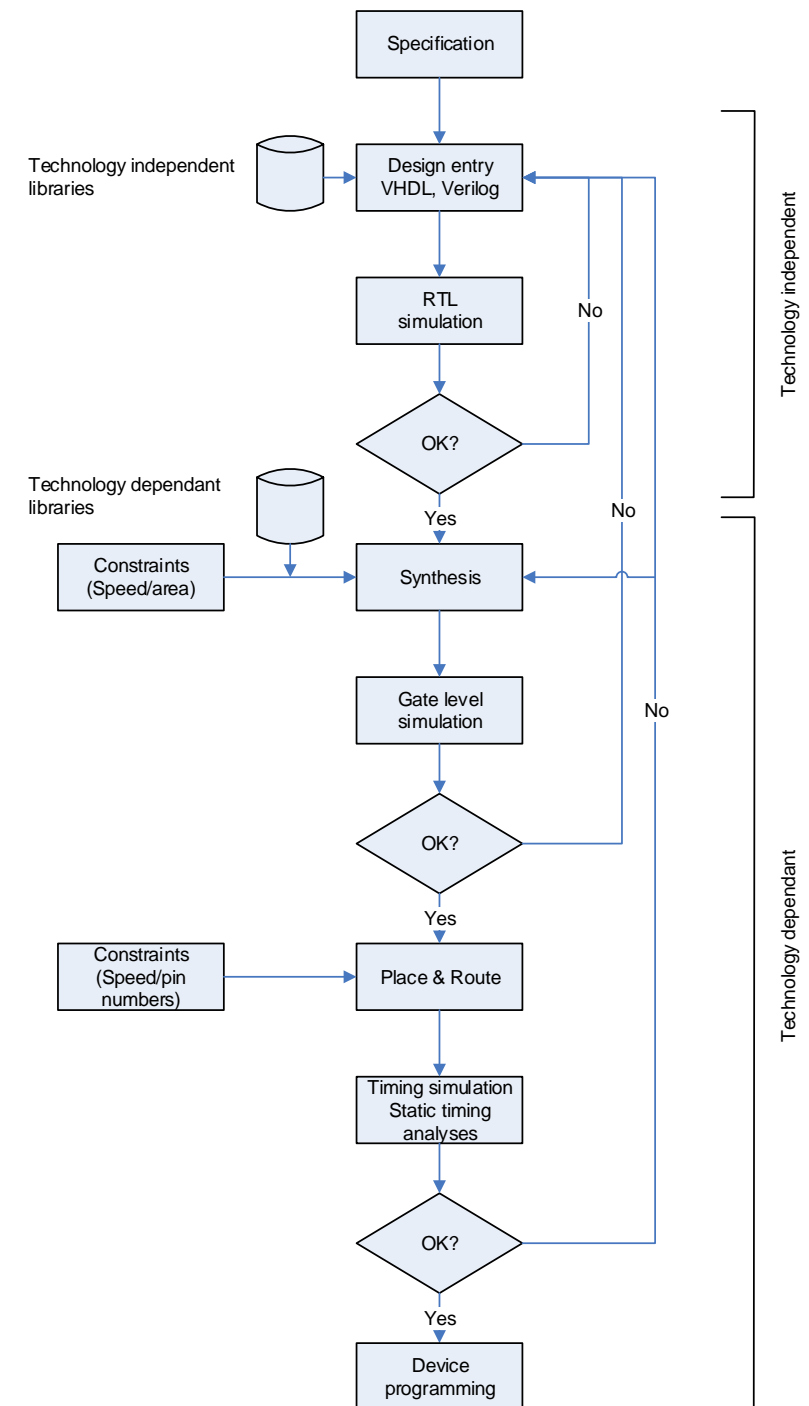 Specification
Technology independent
libraries
Design entry
VHDL, Verilog
RTL
simulation
No
OK?
Yes
Technology independent
Technology dependant
libraries
No
Constraints
(Speed/area)
Synthesis
Gate level
simulation
No
OK?
Yes
Constraints
(Speed/pin
numbers)
Place & Route
Technology dependant
Timing simulation
Static timing
analyses
OK?
Yes
Device
programming